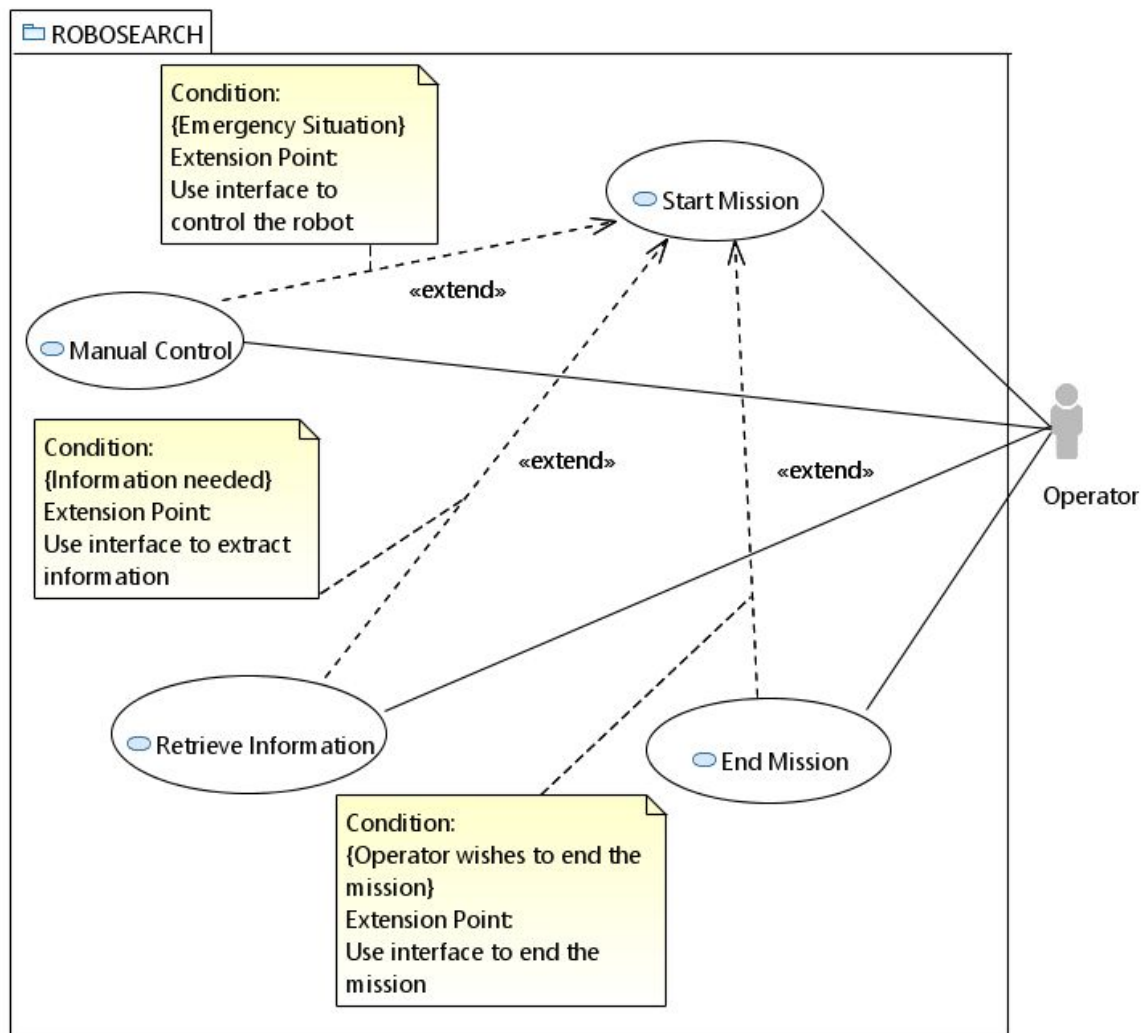 ROBOSEARCH
Condition:
{Emergency Situation}
Extension Point:
Use interface to
control the robot
Start Mission
«extend»
Manual Control
Condition:
{Information needed}
Extension Point:
Use interface to extract
information
«extend»
«extend»
Operator
Retrieve Information
End Mission
Condition:
{Operator wishes to end the
mission}
Extension Point:
Use interface to end the
mission